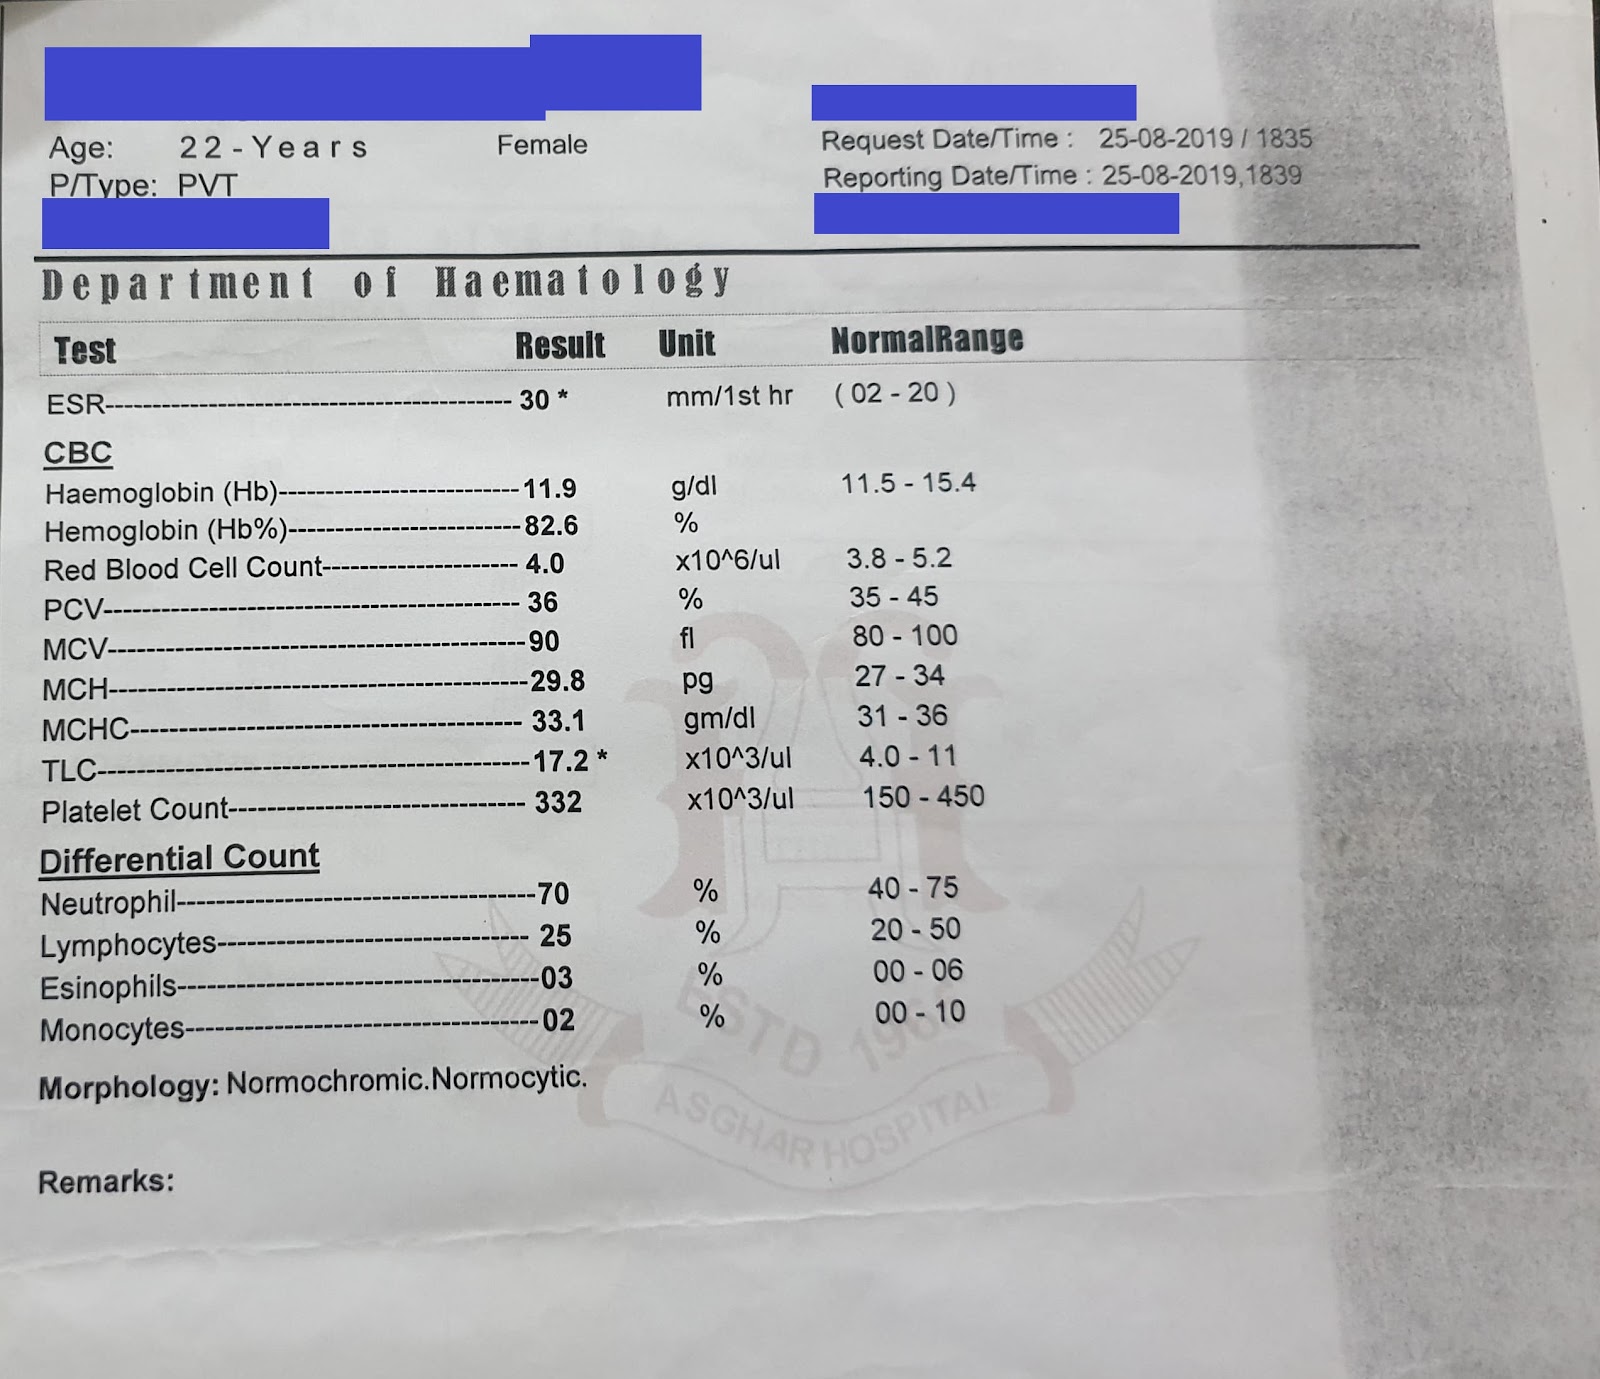 Age: 22-Years Female
P/Type: PVT
Request Date/Time : 25-08-2019 / 1835
Reporting Date/Time : 25-08-2019,1839
Department of Haematology
Test Result Unit NormalRange
ESR---------- 30 * mm/1st hr ( 02 - 20 )
CBC
Haemoglobin (Hb)----------11.9 g/dl 11.5 - 15.4
Hemoglobin (Hb%)----------82.6 %
Red Blood Cell Count---------- 4.0 x10^6/ul 3.8 - 5.2
PCV---------- 36 % 35 - 45
MCV----------90 fl 80 - 100
MCH----------29.8 pg 27 - 34
MCHC---------- 33.1 gm/dl 31 - 36
TLC----------17.2 * x10^3/ul 4.0 - 11
Platelet Count---------- 332 x10^3/ul 150 - 450
Differential Count
Neutrophil----------70 % 40 - 75
Lymphocytes---------- 25 % 20 - 50
Esinophils----------03 % 00 - 06
Monocytes----------02 % 00 - 10
Morphology: Normochromic.Normocytic.
Remarks:
ESTD
ASGHAR HOSPITAL